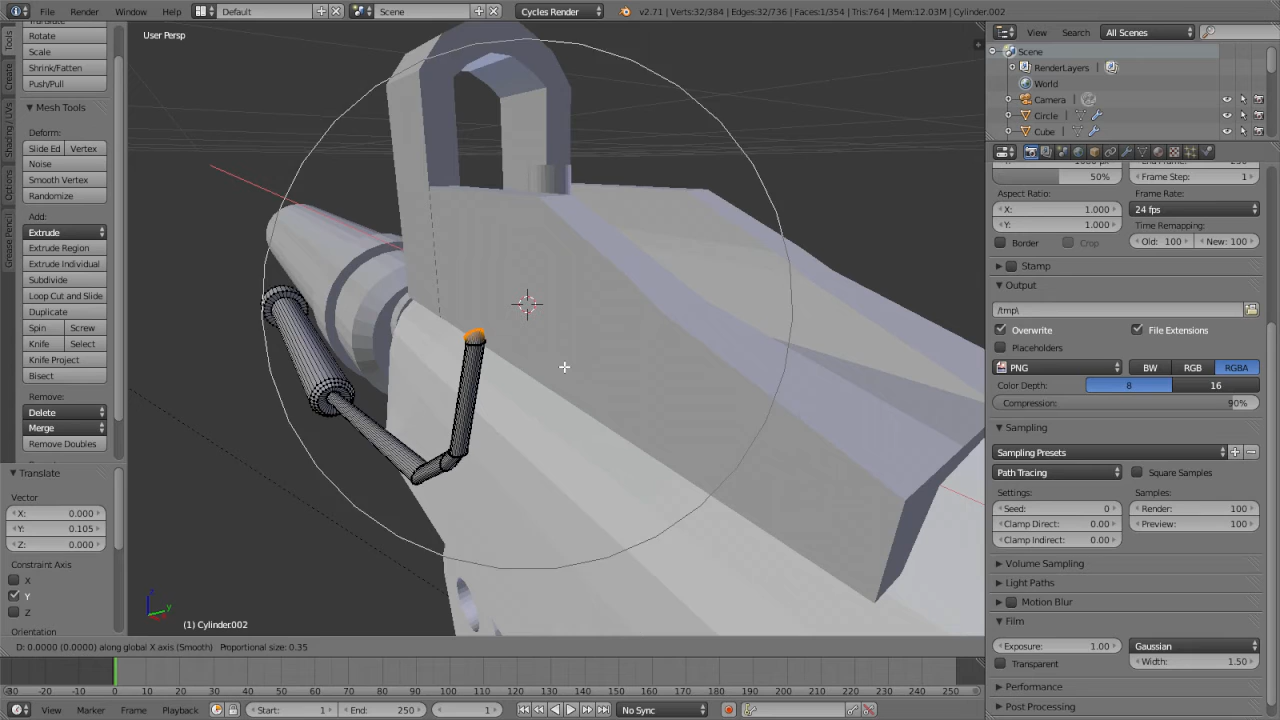 File Render Window Help Default Scene Cycles Render v2.71 | Verts:32/384 | Edges:32/736 | Faces:1/354 | Tris:764 | Mem:12.03M | Cylinder.002
Tools
Create
Shading / UVs
Options
Grease Pencil
Rotate
Scale
Shrink/Fatten
Push/Pull
Mesh Tools
Deform:
Slide Ed Vertex
Noise
Smooth Vertex
Randomize
Add:
Extrude
Extrude Region
Extrude Individual
Subdivide
Loop Cut and Slide
Duplicate
Spin Screw
Knife Select
Knife Project
Bisect
Remove:
Delete
Merge
Remove Doubles
Translate
Vector
X: 0.000
Y: 0.105
Z: 0.000
Constraint Axis
X
Y
Z
Orientation
User Persp
(1) Cylinder.002
D: 0.0000 (0.0000) along global X axis (Smooth) Proportional size: 0.35
View Search All Scenes
Scene
RenderLayers
World
Camera
Circle
Cube
50%
Frame Step: 1
Aspect Ratio: Frame Rate:
X: 1.000 24 fps
Y: 1.000 Time Remapping:
Border Crop Old: 100 New: 100
Stamp
Output
/tmp\
Overwrite File Extensions
Placeholders
PNG BW RGB RGBA
Color Depth: 8 16
Compression: 90%
Sampling
Sampling Presets
Path Tracing Square Samples
Settings: Samples:
Seed: 0 Render: 100
Clamp Direct: 0.00 Preview: 100
Clamp Indirect: 0.00
Volume Sampling
Light Paths
Motion Blur
Film
Exposure: 1.00 Gaussian
Transparent Width: 1.50
Performance
Post Processing
-20 -10 0 10 20 30 40 50 60 70 80 90 100 110 120 130 140 150 160 170 180 190 200 210 220 230 240 250
View Marker Frame Playback Start: 1 End: 250 1 No Sync